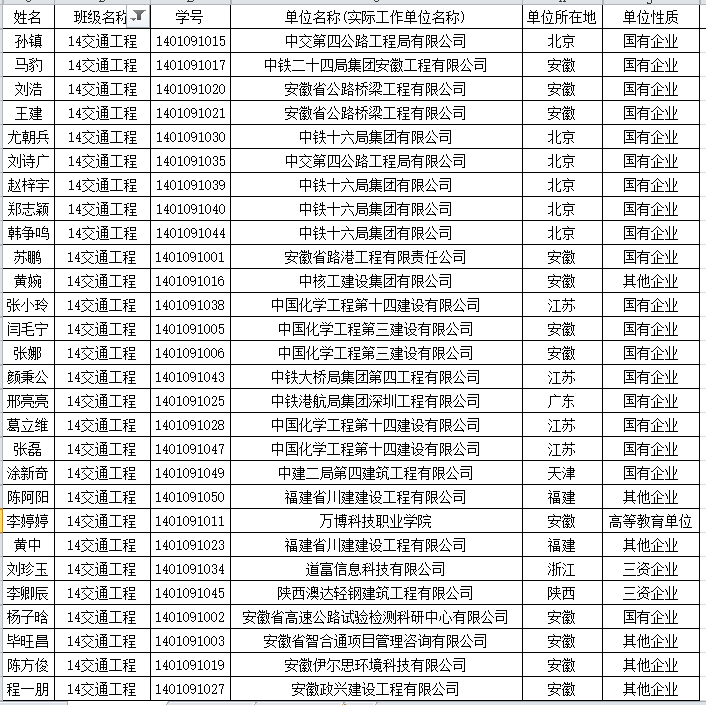 姓名 班级名称 学号 单位名称(实际工作单位名称) 单位所在地 单位性质
孙镇 14交通工程 1401091015 中交第四公路工程局有限公司 北京 国有企业
马豹 14交通工程 1401091017 中铁二十四局集团安徽工程有限公司 安徽 国有企业
刘浩 14交通工程 1401091020 安徽省公路桥梁工程有限公司 安徽 国有企业
王建 14交通工程 1401091021 安徽省公路桥梁工程有限公司 安徽 国有企业
尤朝兵 14交通工程 1401091030 中铁十六局集团有限公司 北京 国有企业
刘诗广 14交通工程 1401091035 中交第四公路工程局有限公司 北京 国有企业
赵梓宇 14交通工程 1401091039 中铁十六局集团有限公司 北京 国有企业
郑志颖 14交通工程 1401091040 中铁十六局集团有限公司 北京 国有企业
韩争鸣 14交通工程 1401091044 中铁十六局集团有限公司 北京 国有企业
苏鹏 14交通工程 1401091001 安徽省路港工程有限责任公司 安徽 国有企业
黄婉 14交通工程 1401091016 中核工建设集团有限公司 安徽 其他企业
张小玲 14交通工程 1401091038 中国化学工程第十四建设有限公司 江苏 国有企业
闫毛宁 14交通工程 1401091005 中国化学工程第三建设有限公司 安徽 国有企业
张娜 14交通工程 1401091006 中国化学工程第三建设有限公司 安徽 国有企业
颜秉公 14交通工程 1401091043 中铁大桥局集团第四工程有限公司 江苏 国有企业
邢亮亮 14交通工程 1401091025 中铁港航局集团深圳工程有限公司 广东 国有企业
葛立维 14交通工程 1401091028 中国化学工程第十四建设有限公司 江苏 国有企业
张磊 14交通工程 1401091047 中国化学工程第十四建设有限公司 江苏 国有企业
涂新奇 14交通工程 1401091049 中建二局第四建筑工程有限公司 天津 国有企业
陈阿阳 14交通工程 1401091050 福建省川建建设工程有限公司 福建 其他企业
李婷婷 14交通工程 1401091011 万博科技职业学院 安徽 高等教育单位
黄中 14交通工程 1401091023 福建省川建建设工程有限公司 福建 其他企业
刘珍玉 14交通工程 1401091034 道富信息科技有限公司 浙江 三资企业
李卿辰 14交通工程 1401091045 陕西澳达轻钢建筑工程有限公司 陕西 三资企业
杨子晗 14交通工程 1401091002 安徽省高速公路试验检测科研中心有限公司 安徽 国有企业
毕旺昌 14交通工程 1401091003 安徽省智合通项目管理咨询有限公司 安徽 其他企业
陈方俊 14交通工程 1401091019 安徽伊尔思环境科技有限公司 安徽 其他企业
程一朋 14交通工程 1401091027 安徽政兴建设工程有限公司 安徽 其他企业